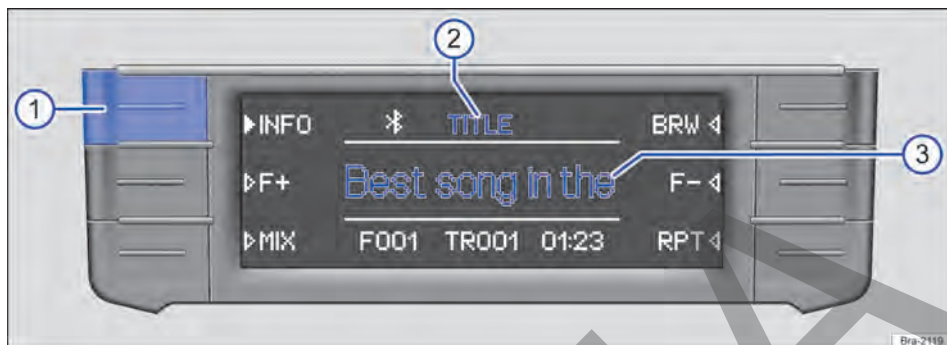 1
2
3
INFO TITLE BRW
F+ Best song in the F-
MIX F001 TR001 01:23 RPT
Bra-2119